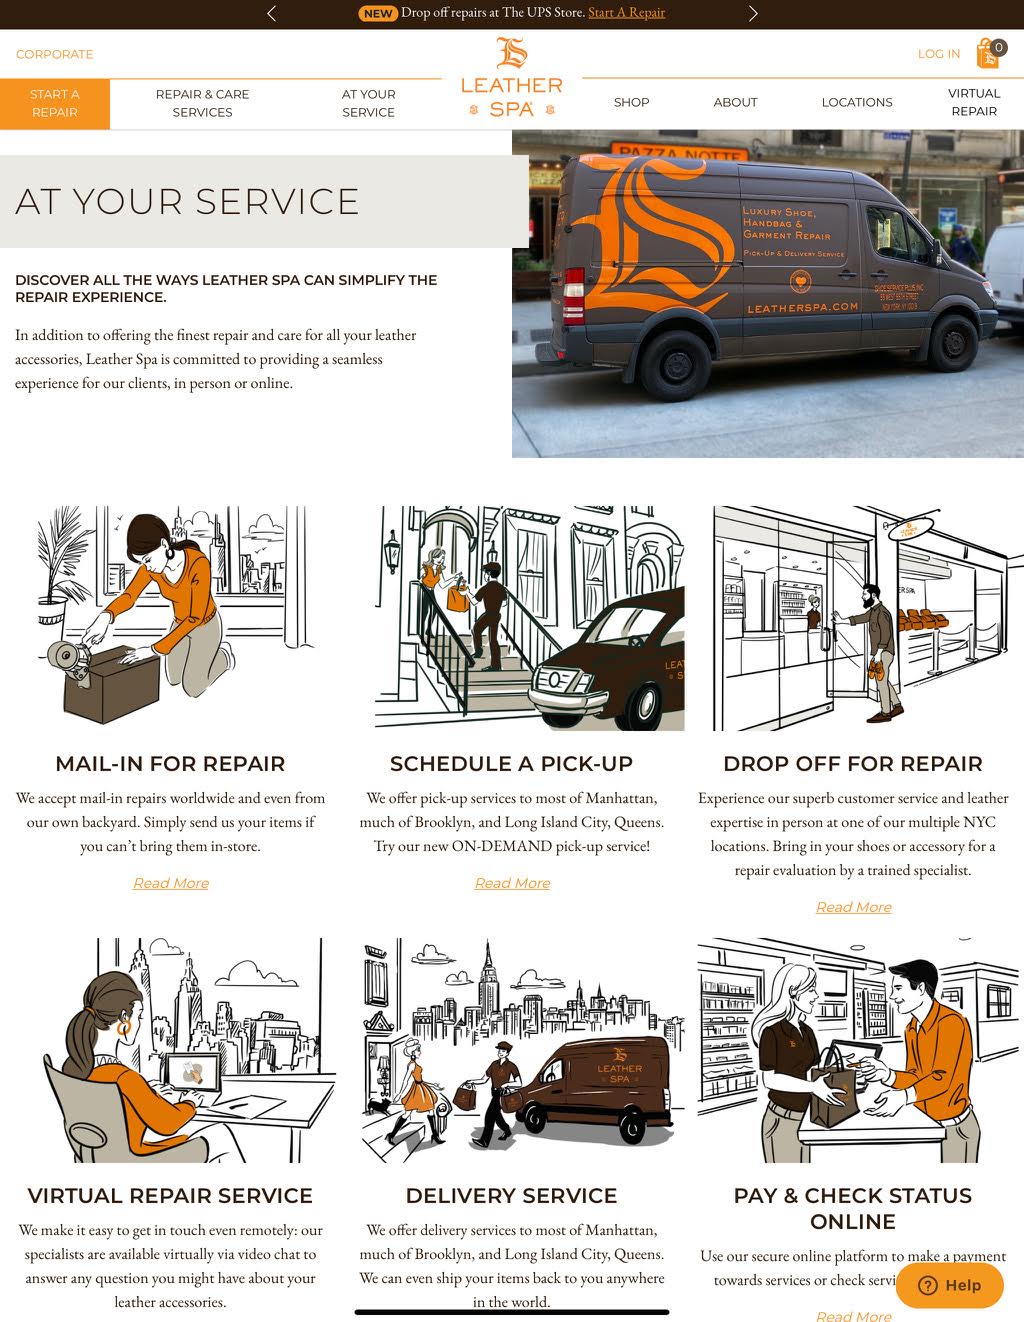 NEW Drop off repairs at The UPS Store. Start A Repair
CORPORATE
LOG IN
0
LEATHER
SPA
START A
REPAIR
REPAIR & CARE
SERVICES
AT YOUR
SERVICE
SHOP
ABOUT
LOCATIONS
VIRTUAL
REPAIR
AT YOUR SERVICE
PAZZA NOTTE
LUXURY SHOE,
HANDBAG &
GARMENT REPAIR
PICK-UP & DELIVERY SERVICE
LEATHERSPA.COM
SHOE SERVICE PLUS, INC
55 WEST 55TH STREET
NEW YORK, NY 10019
DISCOVER ALL THE WAYS LEATHER SPA CAN SIMPLIFY THE
REPAIR EXPERIENCE.
In addition to offering the finest repair and care for all your leather
accessories, Leather Spa is committed to providing a seamless
experience for our clients, in person or online.
MAIL-IN FOR REPAIR
We accept mail-in repairs worldwide and even from
our own backyard. Simply send us your items if
you can’t bring them in-store.
Read More
SCHEDULE A PICK-UP
We offer pick-up services to most of Manhattan,
much of Brooklyn, and Long Island City, Queens.
Try our new ON-DEMAND pick-up service!
Read More
DROP OFF FOR REPAIR
Experience our superb customer service and leather
expertise in person at one of our multiple NYC
locations. Bring in your shoes or accessory for a
repair evaluation by a trained specialist.
Read More
LEATHER
SPA
VIRTUAL REPAIR SERVICE
We make it easy to get in touch even remotely: our
specialists are available virtually via video chat to
answer any question you might have about your
leather accessories.
DELIVERY SERVICE
We offer delivery services to most of Manhattan,
much of Brooklyn, and Long Island City, Queens.
We can even ship your items back to you anywhere
in the world.
PAY & CHECK STATUS
ONLINE
Use our secure online platform to make a payment
towards services or check servi
Read More
Help